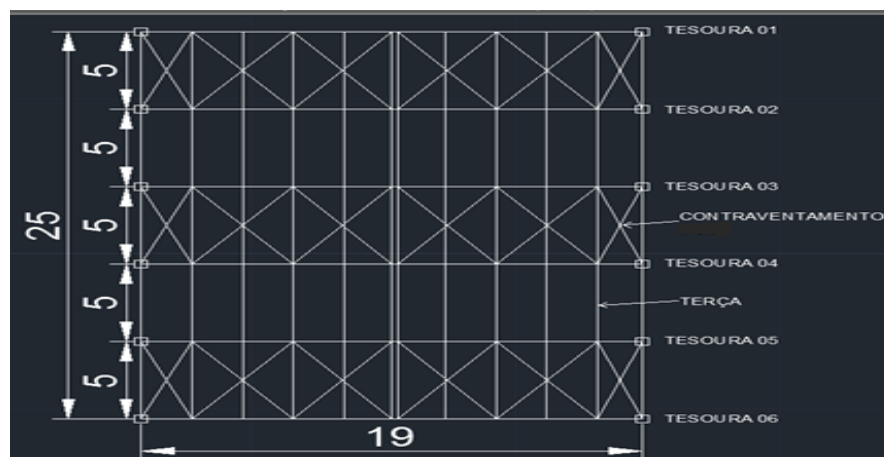 TESOURA 01
5
TESOURA 02
5
TESOURA 03
25
5
CONTRAVENTAMENTO
TESOURA 04
5
TERÇA
TESOURA 05
5
TESOURA 06
19